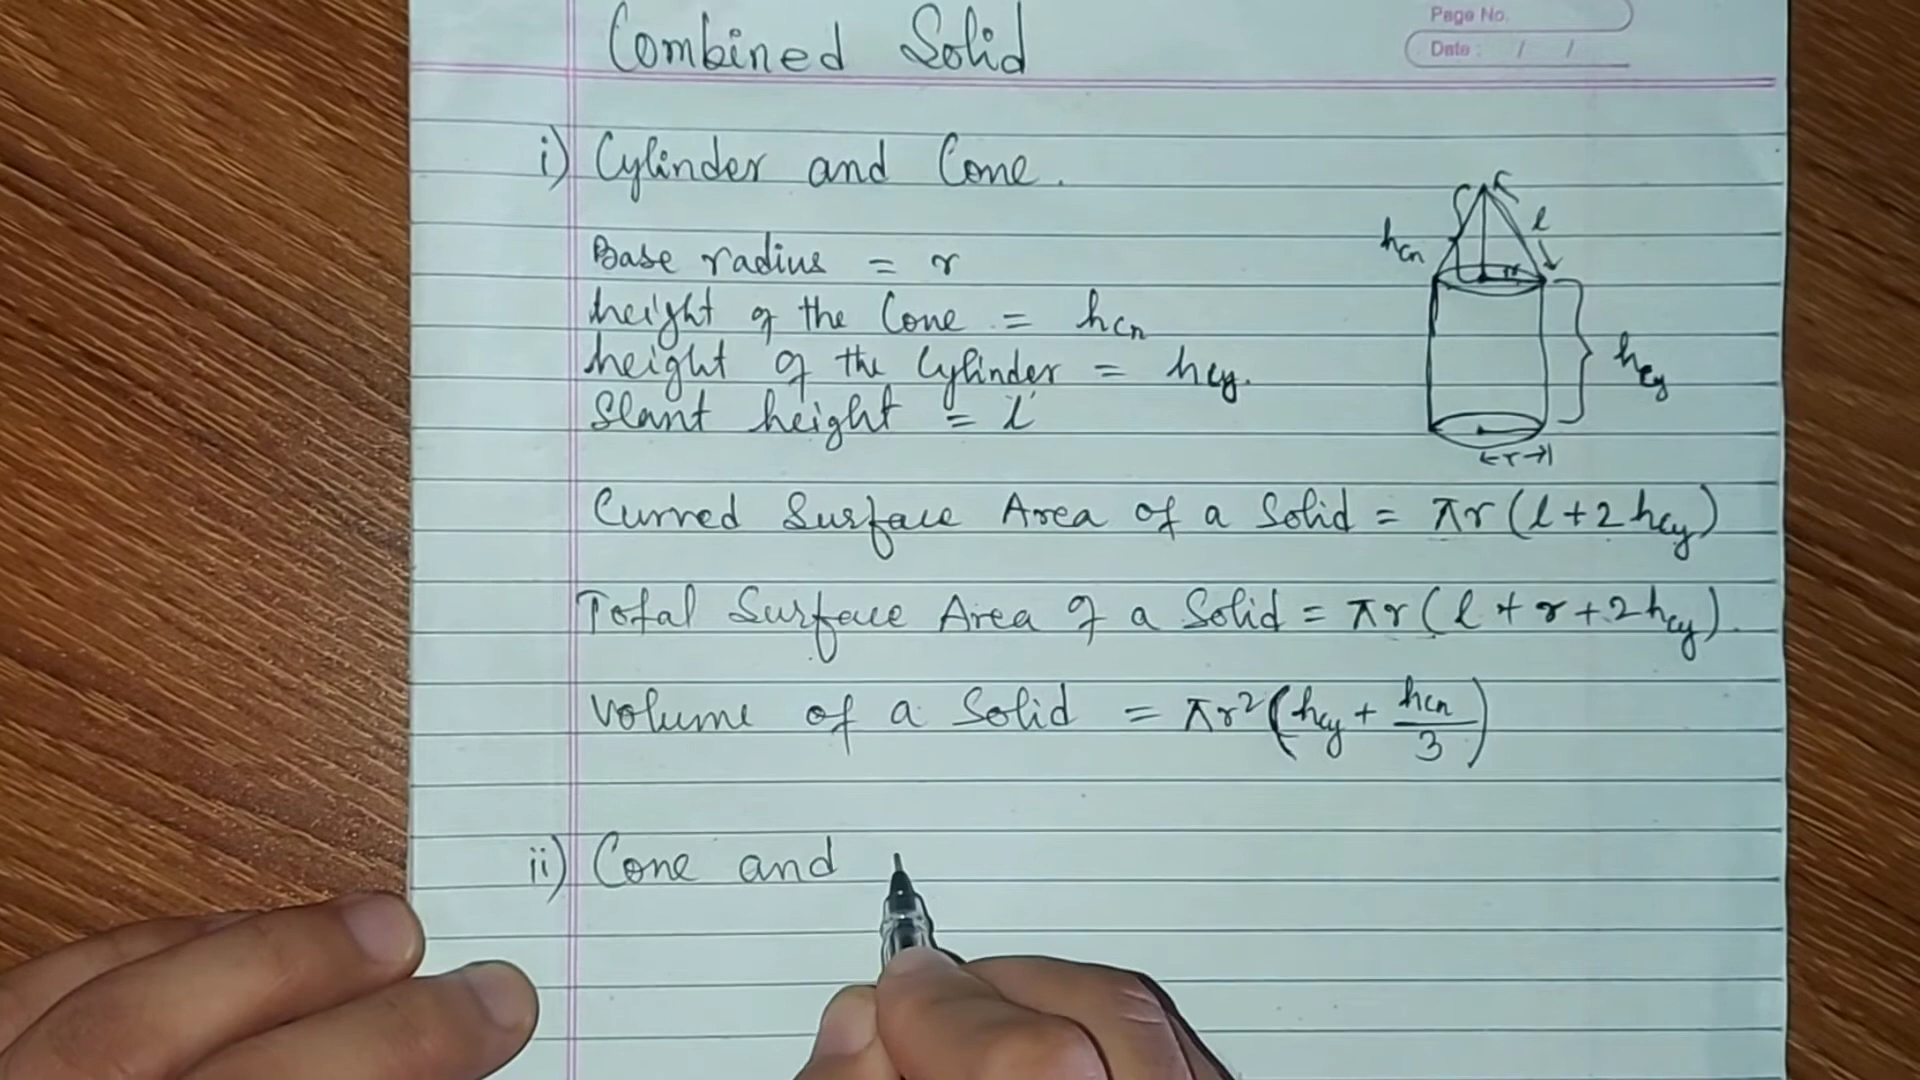 Combined Solid
Page No.
Date : / /
i) Cylinder and Cone.
Base radius = r
height of the Cone = hcn
height of the Cylinder = hcy.
Slant height = l
hcn
l
r
hcy
r
Curved Surface Area of a Solid = πr(l+2hcy)
Total Surface Area of a Solid = πr(l+r+2hcy).
Volume of a Solid = πr²(hcy + hcn/3)
ii) Cone and